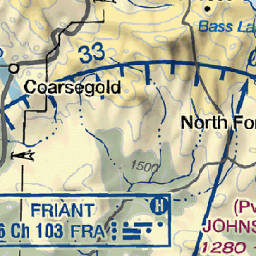 Bass La
33
Coarsegold
North For
1500
H
FRIANT
6 Ch 103 FRA
(Pv
JOHNS
1280 -